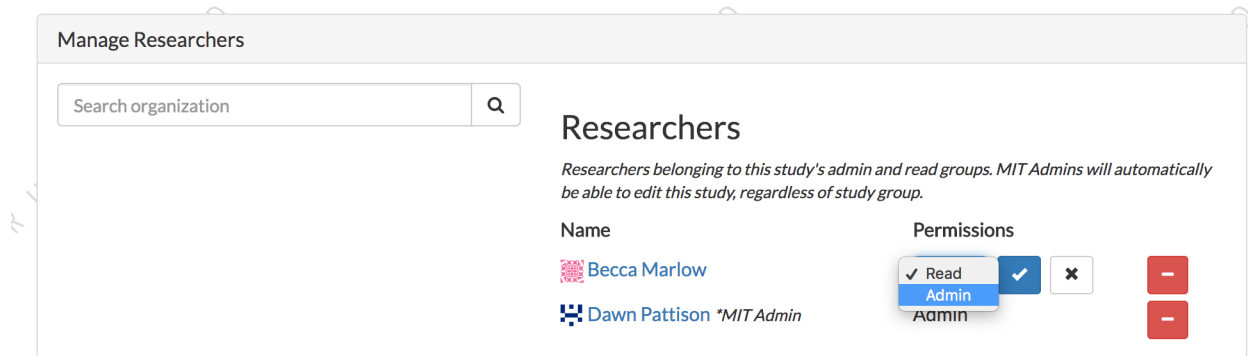 Manage Researchers
Search organization
Researchers
Researchers belonging to this study's admin and read groups. MIT Admins will automatically
be able to edit this study, regardless of study group.
Name Permissions
Becca Marlow ✓ Read
Admin
Dawn Pattison *MIT Admin Admin